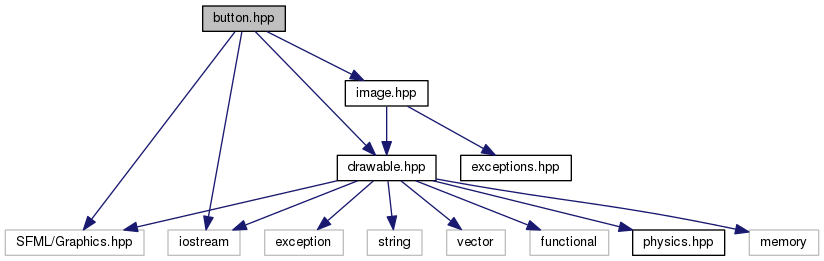 button.hpp
image.hpp
drawable.hpp
exceptions.hpp
SFML/Graphics.hpp
iostream
exception
string
vector
functional
physics.hpp
memory